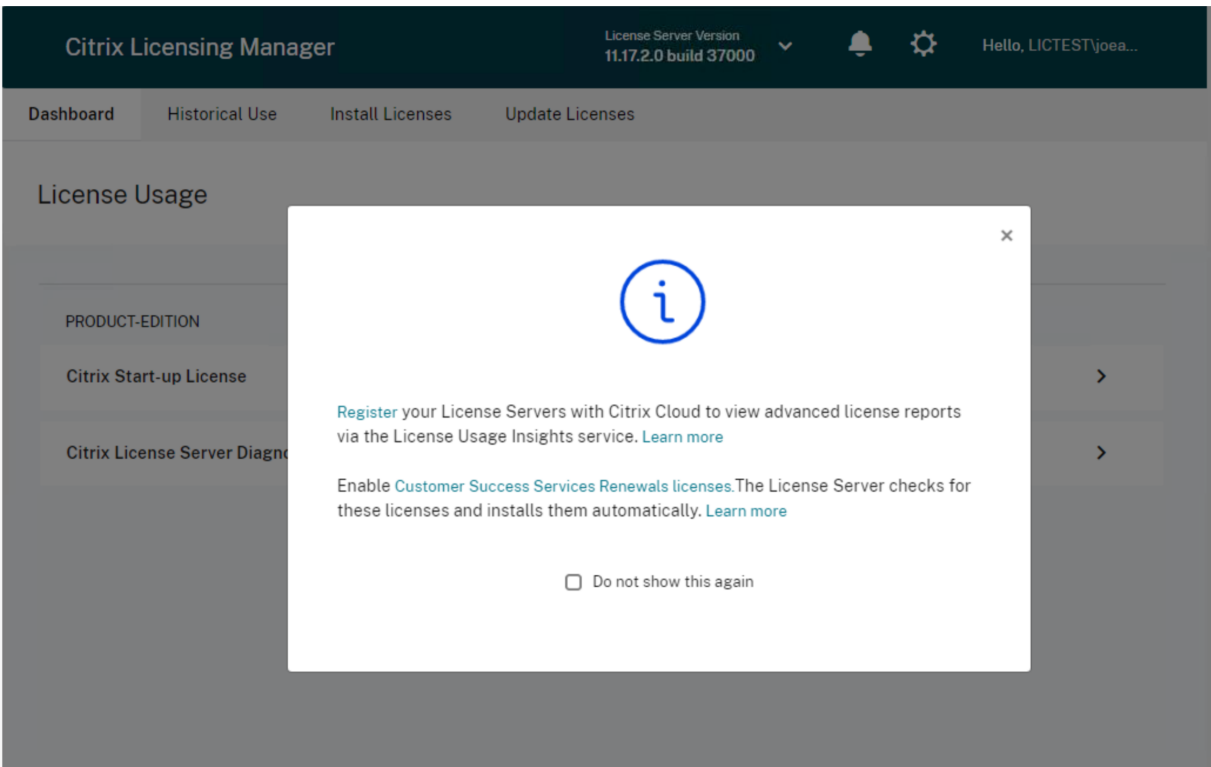 Citrix Licensing Manager
License Server Version
11.17.2.0 build 37000
Hello, LICTEST\joea...
Dashboard
Historical Use
Install Licenses
Update Licenses
License Usage
PRODUCT-EDITION
Citrix Start-up License
Citrix License Server Diagno
Register your License Servers with Citrix Cloud to view advanced license reports
via the License Usage Insights service. Learn more
Enable Customer Success Services Renewals licenses.The License Server checks for
these licenses and installs them automatically. Learn more
Do not show this again